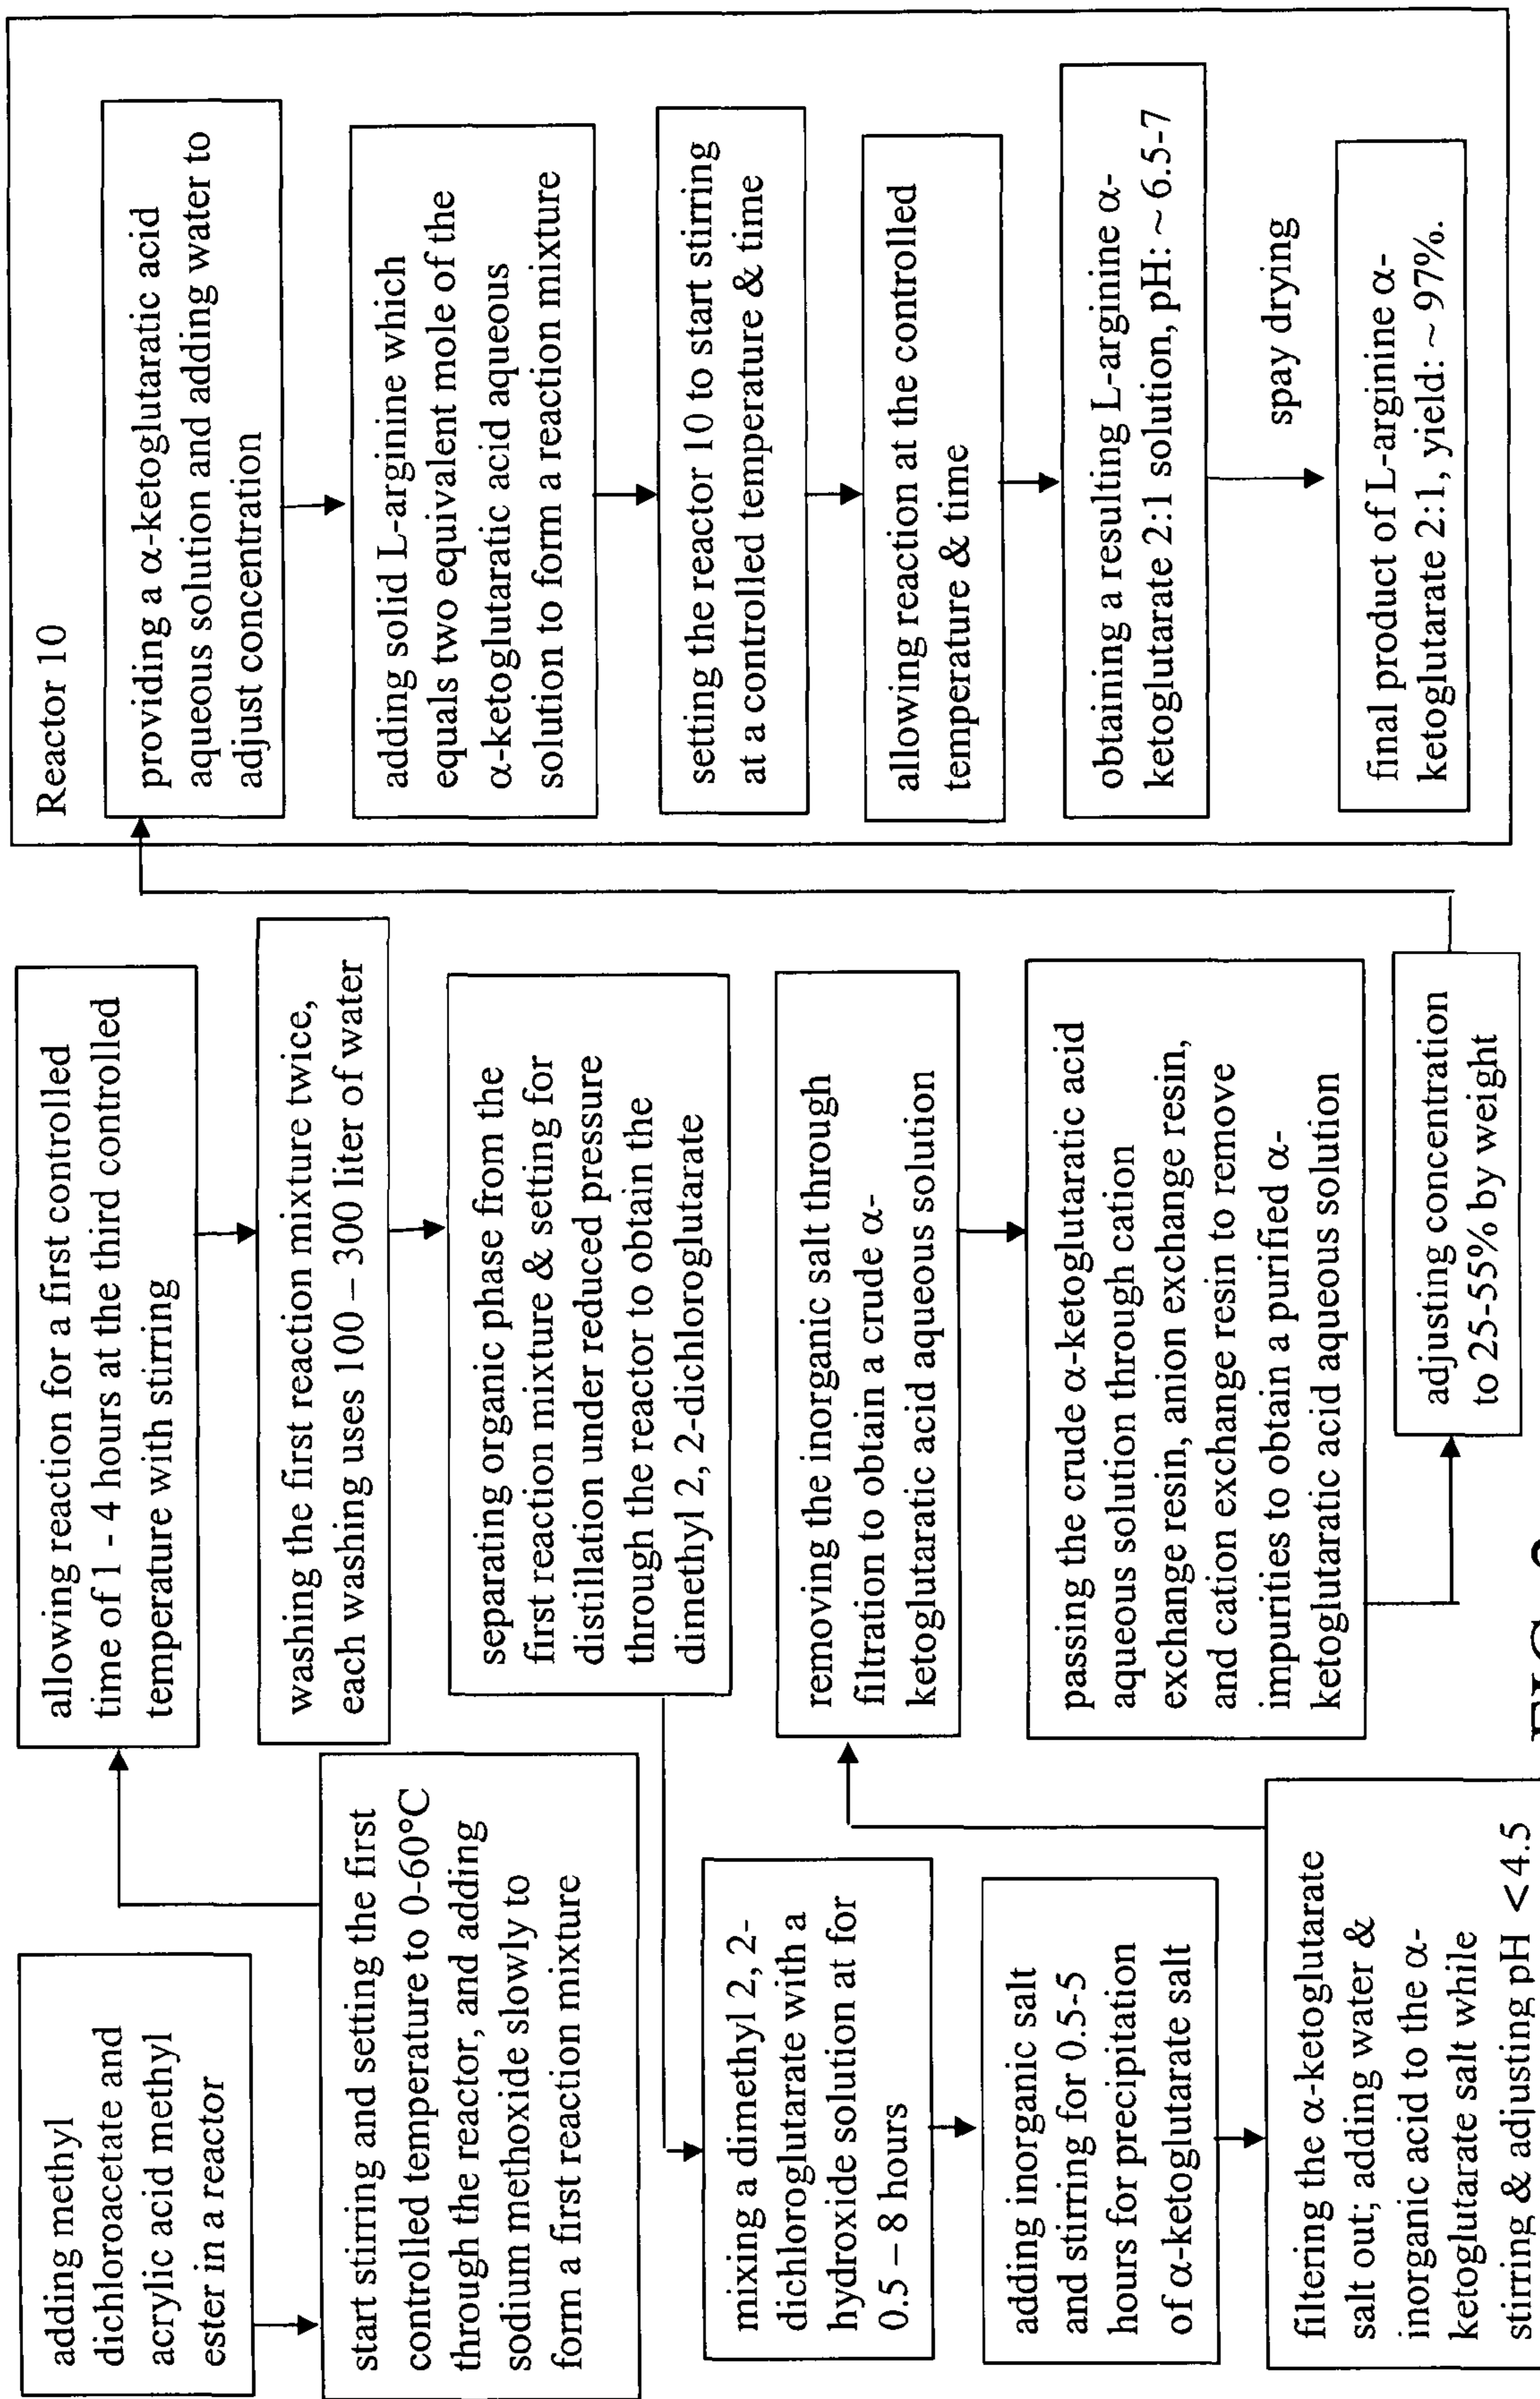 adding methyl
dichloroacetate and
acrylic acid methyl
ester in a reactor
start stirring and setting the first
controlled temperature to 0-60°C
through the reactor, and adding
sodium methoxide slowly to
form a first reaction mixture
allowing reaction for a first controlled
time of 1 - 4 hours at the third controlled
temperature with stirring
washing the first reaction mixture twice,
each washing uses 100 – 300 liter of water
separating organic phase from the
first reaction mixture & setting for
distillation under reduced pressure
through the reactor to obtain the
dimethyl 2, 2-dichloroglutarate
mixing a dimethyl 2, 2-
dichloroglutarate with a
hydroxide solution at for
0.5 – 8 hours
adding inorganic salt
and stirring for 0.5-5
hours for precipitation
of α-ketoglutarate salt
filtering the α-ketoglutarate
salt out; adding water &
inorganic acid to the α-
ketoglutarate salt while
stirring & adjusting pH <4.5
removing the inorganic salt through
filtration to obtain a crude α-
ketoglutaratic acid aqueous solution
passing the crude α-ketoglutaratic acid
aqueous solution through cation
exchange resin, anion exchange resin,
and cation exchange resin to remove
impurities to obtain a purified α-
ketoglutaratic acid aqueous solution
adjusting concentration
to 25-55% by weight
Reactor 10
providing a α-ketoglutaratic acid
aqueous solution and adding water to
adjust concentration
adding solid L-arginine which
equals two equivalent mole of the
α-ketoglutaratic acid aqueous
solution to form a reaction mixture
setting the reactor 10 to start stirring
at a controlled temperature & time
allowing reaction at the controlled
temperature & time
obtaining a resulting L-arginine α-
ketoglutarate 2:1 solution, pH: ~ 6.5-7
spay drying
final product of L-arginine α-
ketoglutarate 2:1, yield: ~ 97%.
FIG.